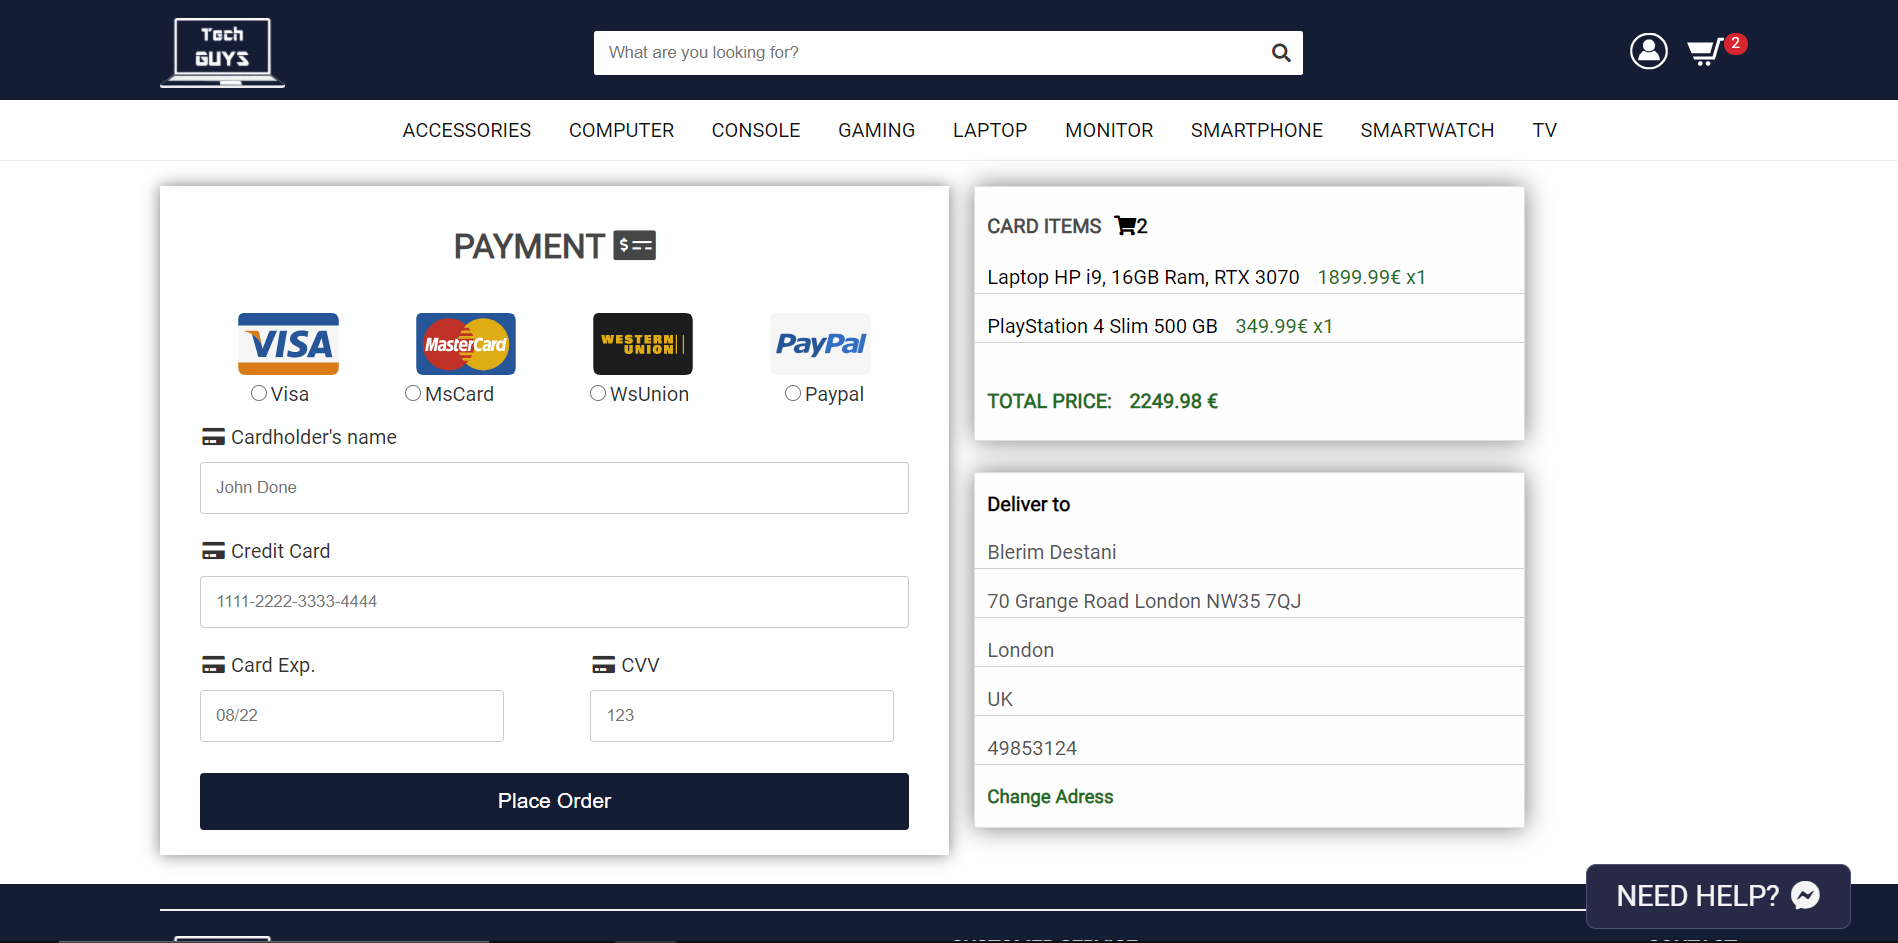 Tech
GUYS
What are you looking for?
2
ACCESSORIES COMPUTER CONSOLE GAMING LAPTOP MONITOR SMARTPHONE SMARTWATCH TV
PAYMENT
VISA MasterCard WESTERN UNION PayPal
Visa MsCard WsUnion Paypal
Cardholder's name
John Done
Credit Card
1111-2222-3333-4444
Card Exp. CVV
08/22 123
Place Order
CARD ITEMS 2
Laptop HP i9, 16GB Ram, RTX 3070 1899.99€ x1
PlayStation 4 Slim 500 GB 349.99€ x1
TOTAL PRICE: 2249.98 €
Deliver to
Blerim Destani
70 Grange Road London NW35 7QJ
London
UK
49853124
Change Adress
NEED HELP?